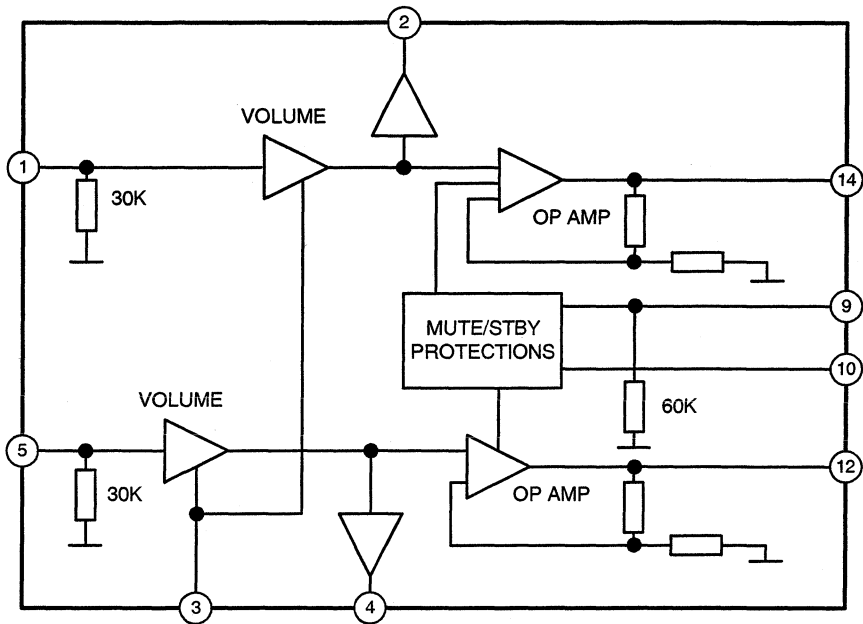 2
VOLUME
1
30K
14
OP AMP
9
MUTE/STBY
PROTECTIONS
10
VOLUME
60K
5
12
30K
OP AMP
3
4